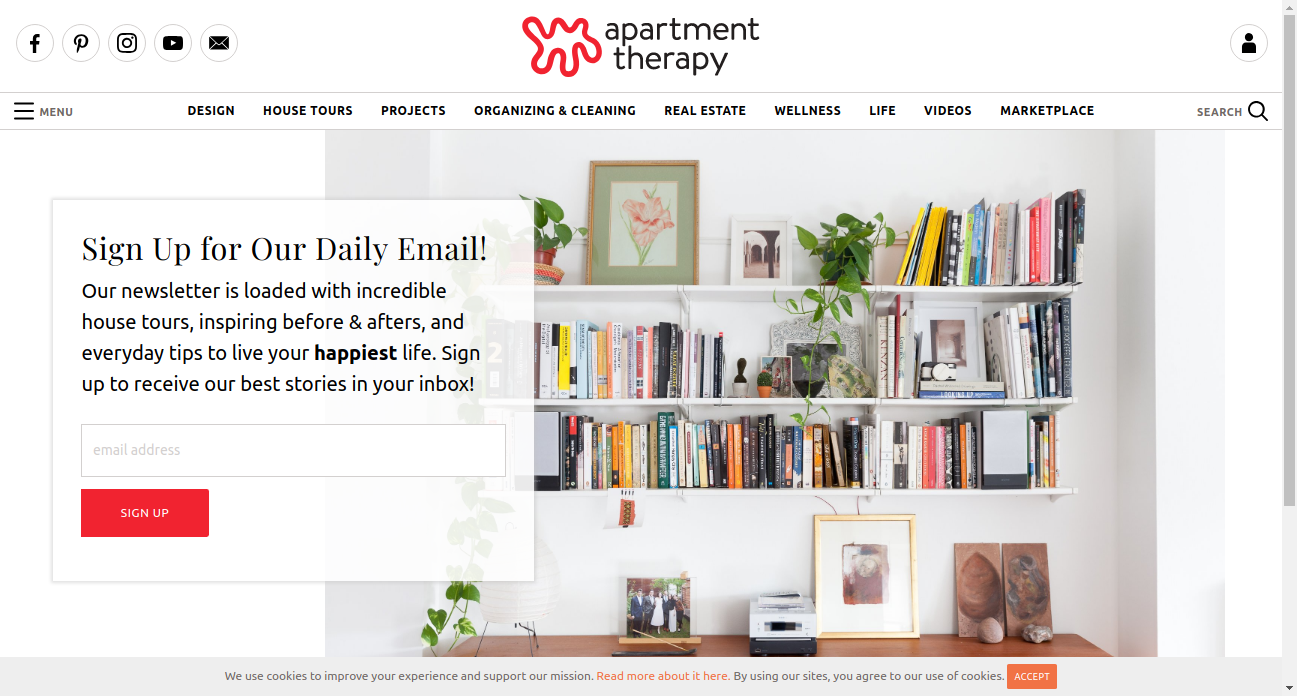 apartment
therapy
MENU
DESIGN
HOUSE TOURS
PROJECTS
ORGANIZING & CLEANING
REAL ESTATE
WELLNESS
LIFE
VIDEOS
MARKETPLACE
SEARCH
Sign Up for Our Daily Email!
Our newsletter is loaded with incredible
house tours, inspiring before & afters, and
everyday tips to live your happiest life. Sign
up to receive our best stories in your inbox!
email address
SIGN UP
KINFAN
LOOKING UP
We use cookies to improve your experience and support our mission. Read more about it here. By using our sites, you agree to our use of cookies. ACCEPT